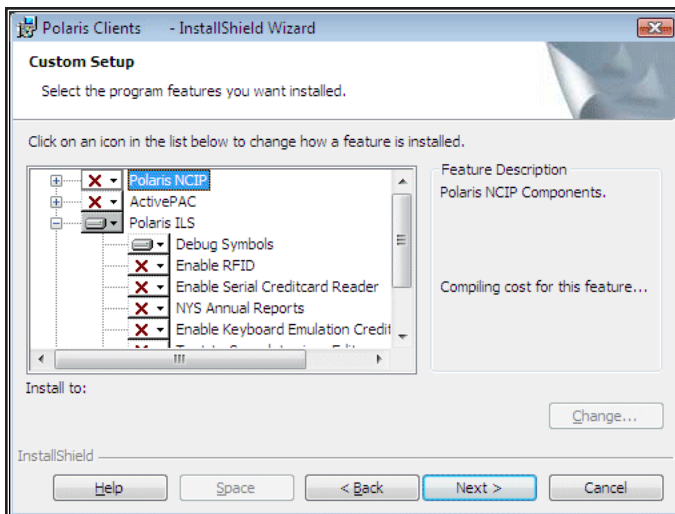 Polaris Clients - InstallShield Wizard
Custom Setup
Select the program features you want installed.
Click on an icon in the list below to change how a feature is installed.
Polaris NCIP
ActivePAC
Polaris ILS
Debug Symbols
Enable RFID
Enable Serial Creditcard Reader
NYS Annual Reports
Enable Keyboard Emulation Credit
Feature Description
Polaris NCIP Components.
Compiling cost for this feature...
Install to:
Change...
InstallShield
Help
Space
< Back
Next >
Cancel